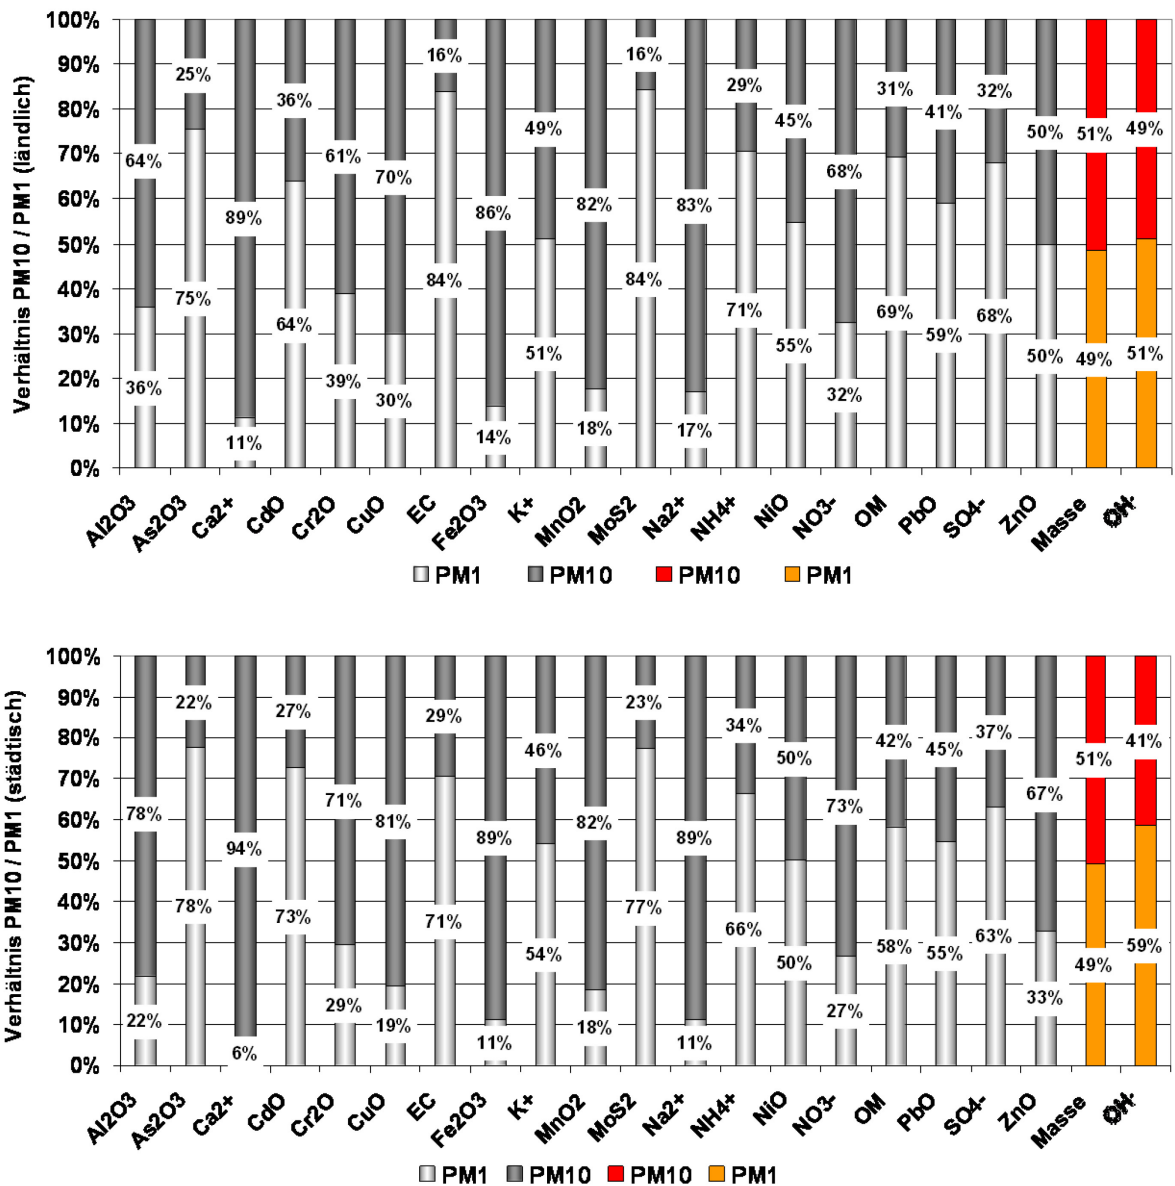 100%
90%
80%
70%
60%
50%
40%
30%
20%
10%
0%
Verhältnis PM10 / PM1 (ländlich)
64% 25% 89% 36% 61% 70% 16% 86% 49% 82% 16% 83% 29% 45% 68% 31% 41% 32% 50% 51% 49%
36% 75% 11% 64% 39% 30% 84% 14% 51% 18% 84% 17% 71% 55% 32% 69% 59% 68% 50% 49% 51%
Al2O3 As2O3 Ca2+ CdO Cr2O CuO EC Fe2O3 K+ MnO2 MoS2 Na2+ NH4+ NiO NO3- OM PbO SO4- ZnO Masse
PM1 PM10 PM10 PM1
100%
90%
80%
70%
60%
50%
40%
30%
20%
10%
0%
Verhältnis PM10 / PM1 (städtisch)
78% 22% 94% 27% 71% 81% 29% 89% 46% 82% 23% 89% 34% 50% 73% 42% 45% 37% 67% 51% 41%
22% 78% 6% 73% 29% 19% 71% 11% 54% 18% 77% 11% 66% 50% 27% 58% 55% 63% 33% 49% 59%
Al2O3 As2O3 Ca2+ CdO Cr2O CuO EC Fe2O3 K+ MnO2 MoS2 Na2+ NH4+ NiO NO3- OM PbO SO4- ZnO Masse
PM1 PM10 PM10 PM1